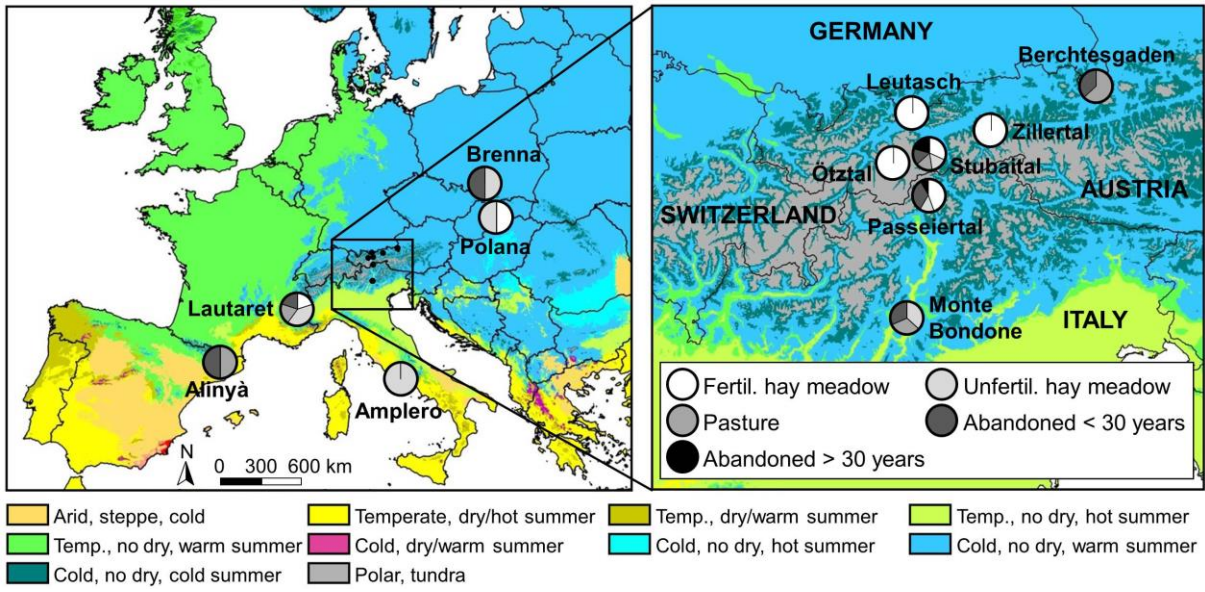 Brenna
Polana
Lautaret
Alinyà
Amplero
N
0 300 600 km
GERMANY
Berchtesgaden
Leutasch
Zillertal
Ötztal
Stubaital
AUSTRIA
SWITZERLAND
Passeiertal
Monte
Bondone
ITALY
Fertil. hay meadow
Unfertil. hay meadow
Pasture
Abandoned < 30 years
Abandoned > 30 years
Arid, steppe, cold
Temperate, dry/hot summer
Temp., dry/warm summer
Temp., no dry, hot summer
Temp., no dry, warm summer
Cold, dry/warm summer
Cold, no dry, hot summer
Cold, no dry, warm summer
Cold, no dry, cold summer
Polar, tundra